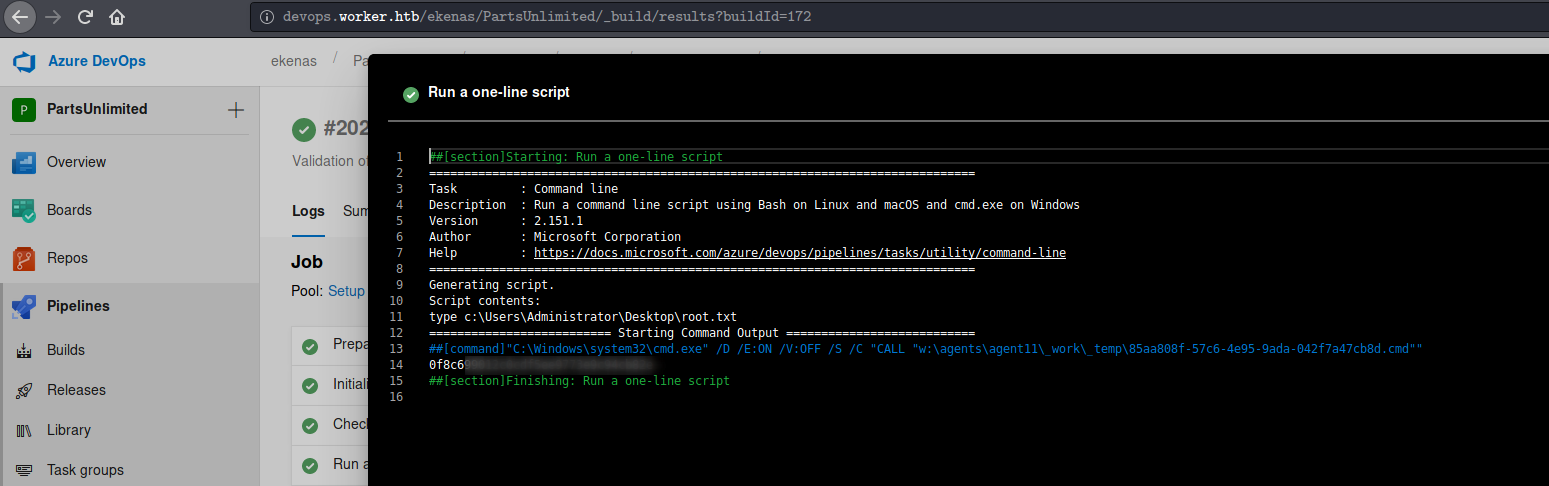 devops.worker.htb/ekenas/PartsUnlimited/_build/results?buildId=172
Azure DevOps
ekenas / Pa
P PartsUnlimited
Overview
Boards
Repos
Pipelines
Builds
Releases
Library
Task groups
#202
Validation of
Logs Sum
Job
Pool: Setup
Prepa
Initiali
Chec
Run a
Run a one-line script
1 ##[section]Starting: Run a one-line script
2 ==============================================================================
3 Task         : Command line
4 Description  : Run a command line script using Bash on Linux and macOS and cmd.exe on Windows
5 Version      : 2.151.1
6 Author       : Microsoft Corporation
7 Help         : https://docs.microsoft.com/azure/devops/pipelines/tasks/utility/command-line
8 ==============================================================================
9 Generating script.
10 Script contents:
11 type c:\Users\Administrator\Desktop\root.txt
12 ========================== Starting Command Output ===========================
13 ##[command]"C:\Windows\system32\cmd.exe" /D /E:ON /V:OFF /S /C "CALL "w:\agents\agent11\_work\_temp\85aa808f-57c6-4e95-9ada-042f7a47cb8d.cmd""
14 0f8c6
15 ##[section]Finishing: Run a one-line script
16